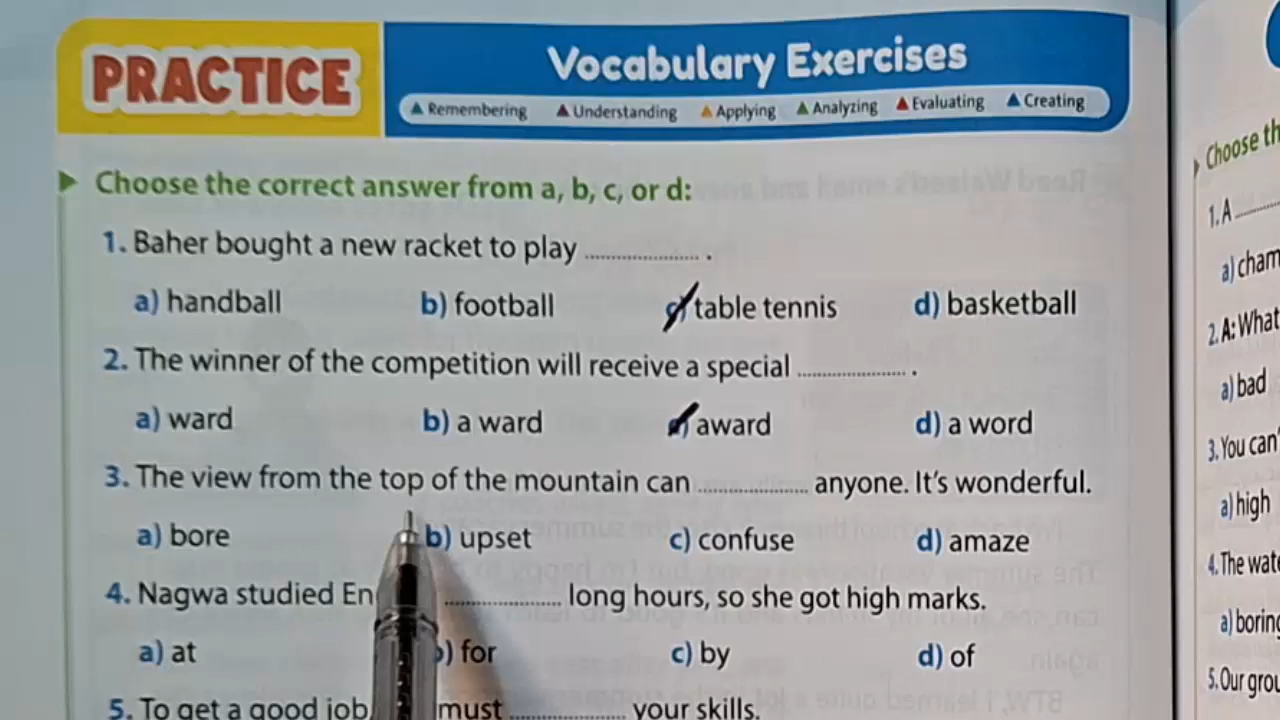 PRACTICE
Vocabulary Exercises
Remembering Understanding Applying Analyzing Evaluating Creating
Choose the correct answer from a, b, c, or d:
1. Baher bought a new racket to play .................... .
a) handball b) football c) table tennis d) basketball
2. The winner of the competition will receive a special .................... .
a) ward b) a ward c) award d) a word
3. The view from the top of the mountain can .................... anyone. It's wonderful.
a) bore b) upset c) confuse d) amaze
4. Nagwa studied En .................... long hours, so she got high marks.
a) at b) for c) by d) of
5. To get a good job, must .................... your skills.
Choose th
1. A ..........
a) cham
2. A: What
a) bad
3. You can'
a) high
4. The wate
a) boring
5. Our grou